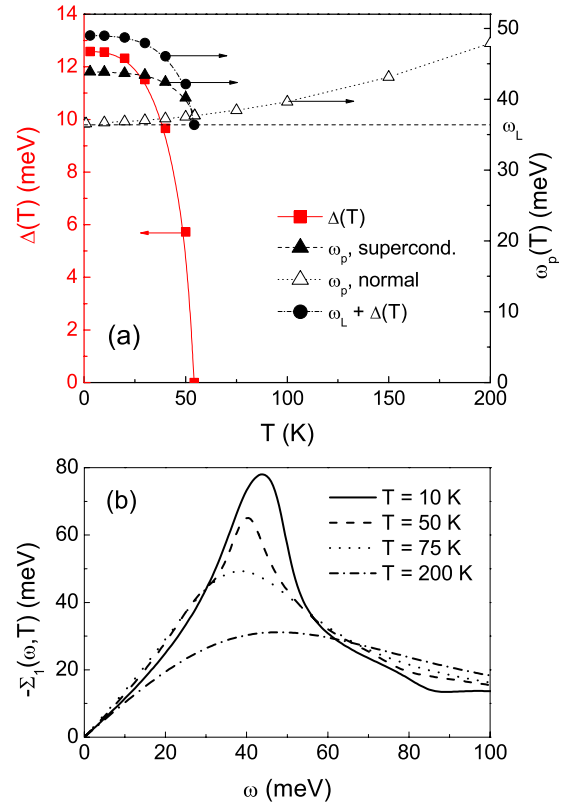 14
12
10
8
6
4
2
0
Δ(T) (meV)
50
40
ω_L
30
20
10
0
ω_p(T) (meV)
Δ(T)
ω_p, supercond.
ω_p, normal
ω_L + Δ(T)
(a)
0
50
100
150
200
T (K)
80
60
40
20
0
-Σ₁(ω,T) (meV)
(b)
T = 10 K
T = 50 K
T = 75 K
T = 200 K
0
20
40
60
80
100
ω (meV)